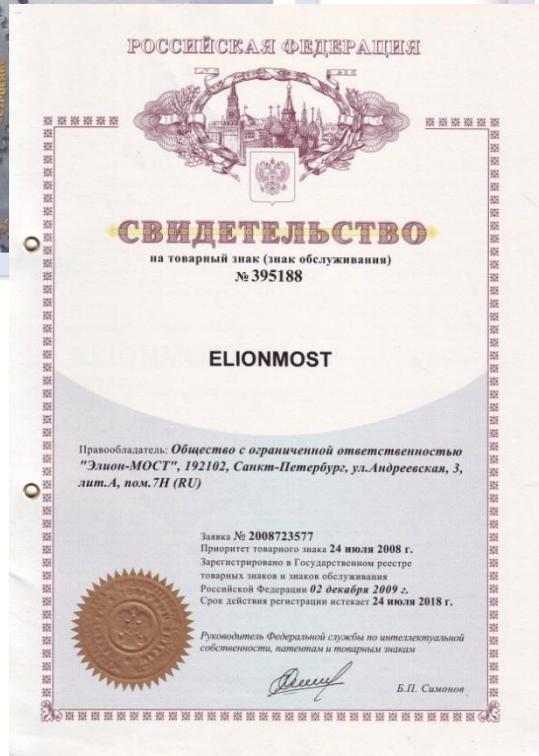 РОССИЙСКАЯ ФЕДЕРАЦИЯ
СВИДЕТЕЛЬСТВО
на товарный знак (знак обслуживания)
№ 395188
ELIONMOST
Правообладатель: Общество с ограниченной ответственностью
"Элион-МОСТ", 192102, Санкт-Петербург, ул.Андреевская, 3,
лит.А, пом.7Н (RU)
Заявка № 2008723577
Приоритет товарного знака 24 июля 2008 г.
Зарегистрировано в Государственном реестре
товарных знаков и знаков обслуживания
Российской Федерации 02 декабря 2009 г.
Срок действия регистрации истекает 24 июля 2018 г.
Руководитель Федеральной службы по интеллектуальной
собственности, патентам и товарным знакам
Б.П. Симонов